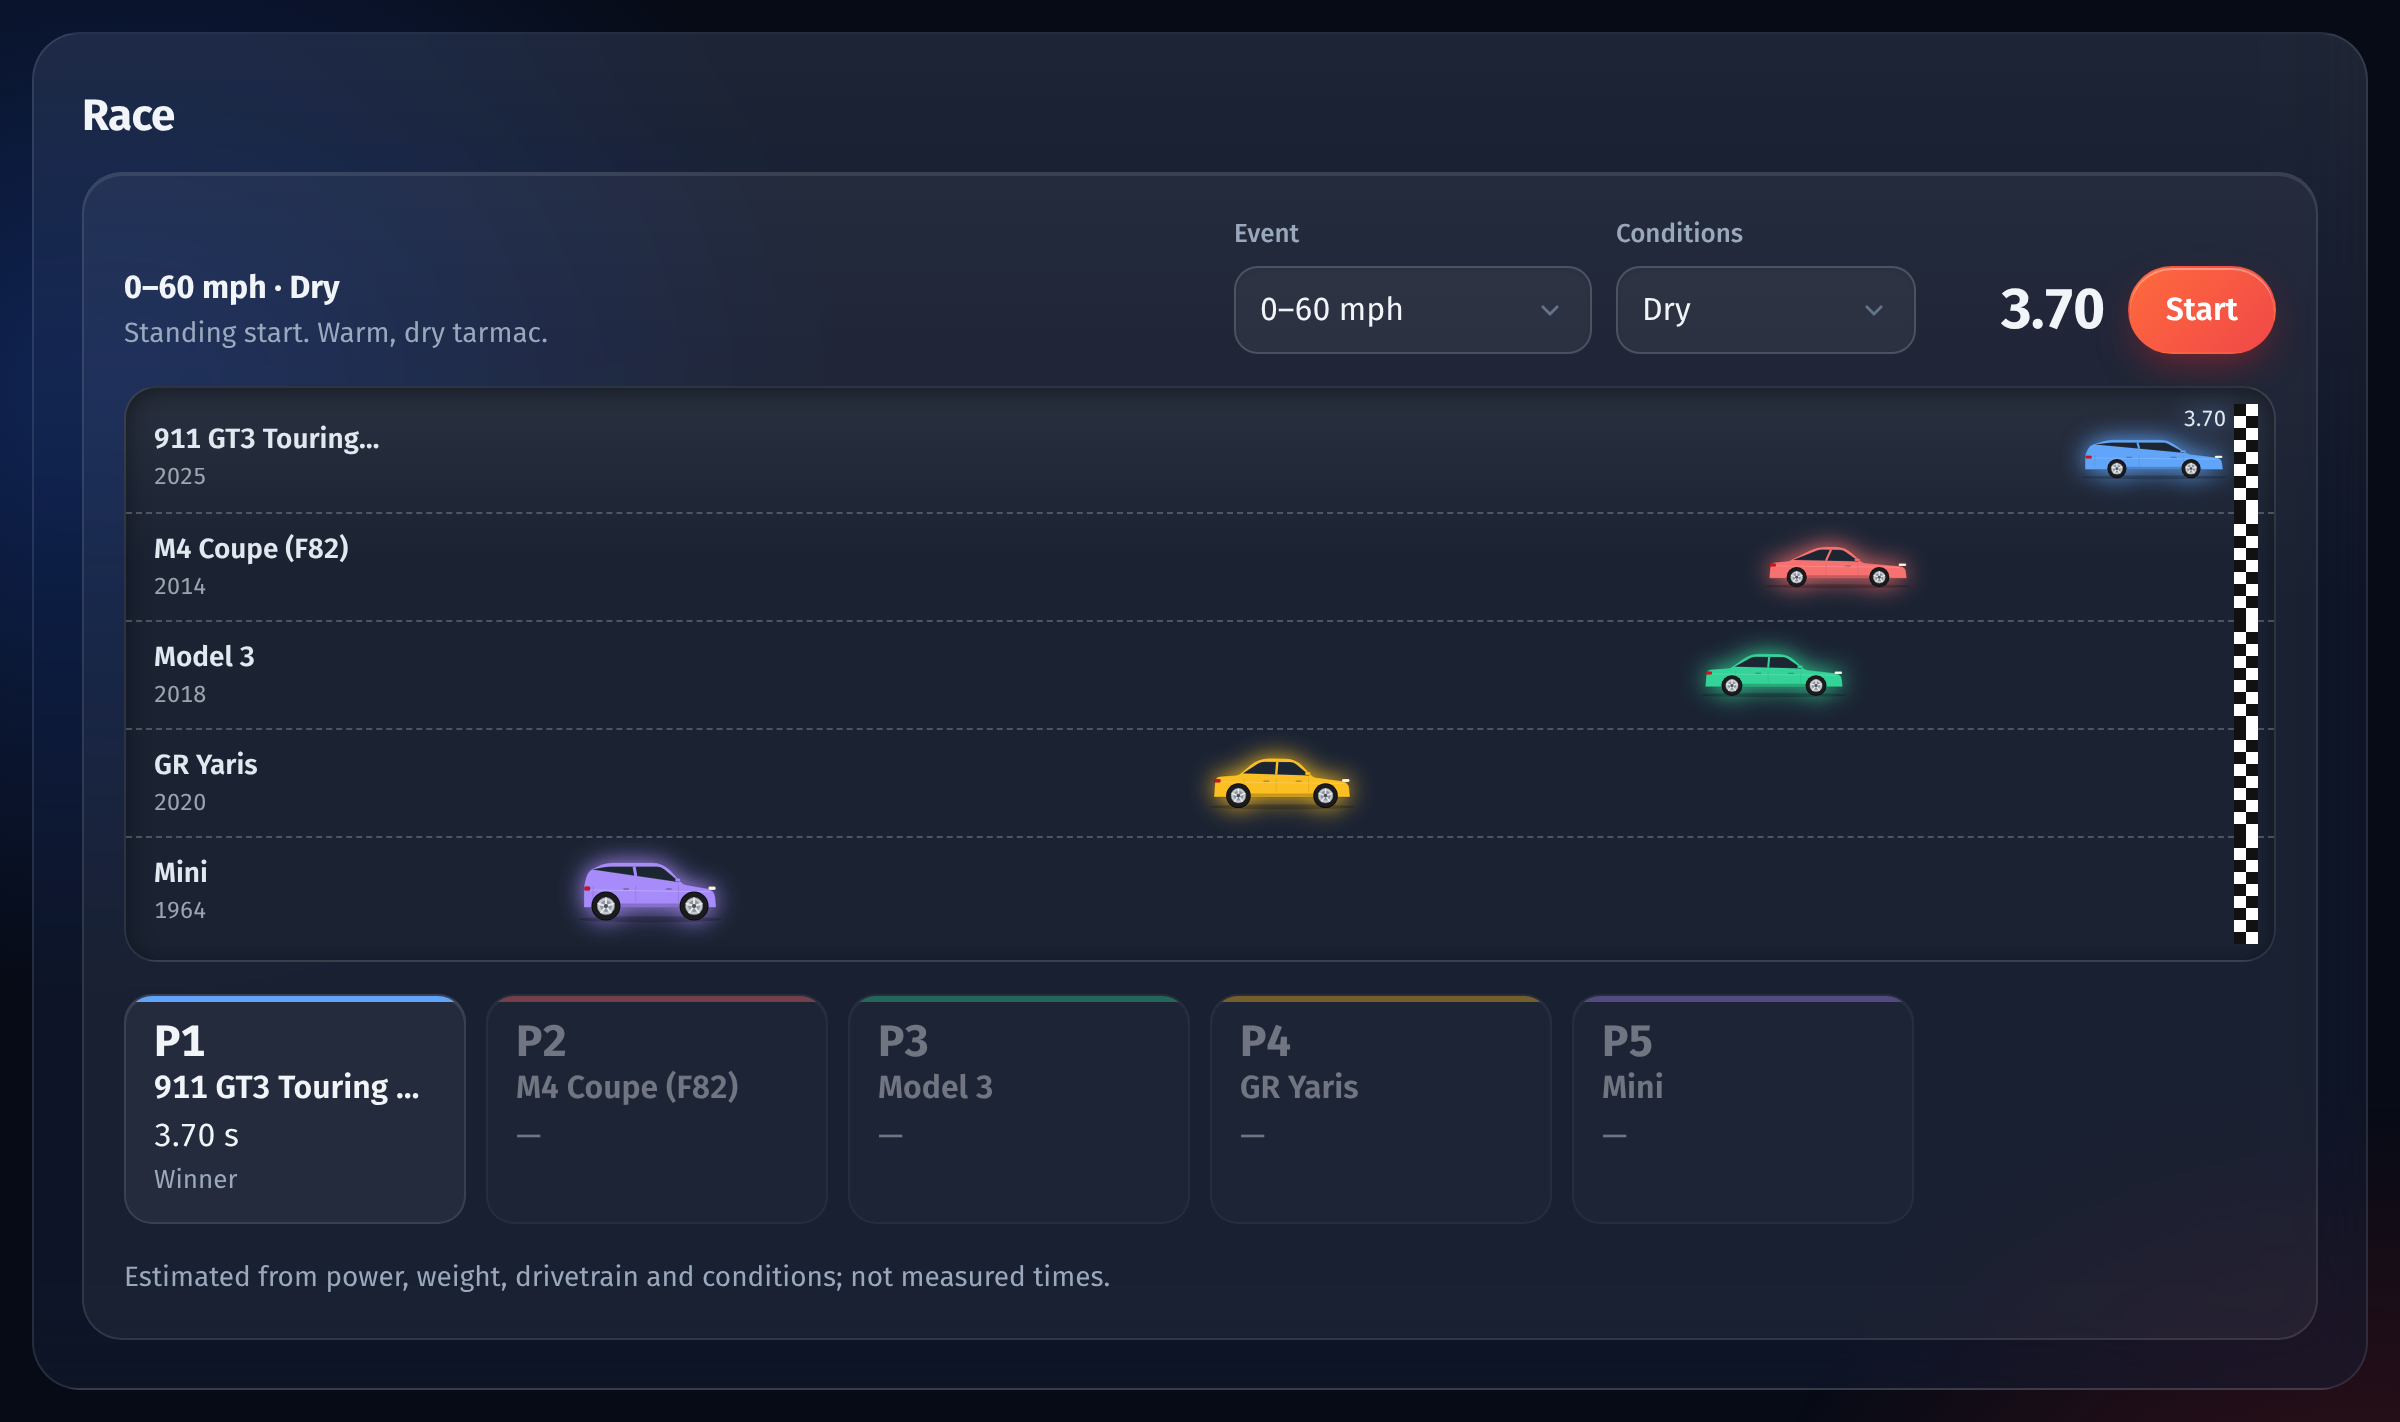 Race
Event
Conditions
0–60 mph · Dry
Standing start. Warm, dry tarmac.
0–60 mph
Dry
3.70
Start
911 GT3 Touring...
2025
3.70
M4 Coupe (F82)
2014
Model 3
2018
GR Yaris
2020
Mini
1964
P1
911 GT3 Touring ...
3.70 s
Winner
P2
M4 Coupe (F82)
—
P3
Model 3
—
P4
GR Yaris
—
P5
Mini
—
Estimated from power, weight, drivetrain and conditions; not measured times.